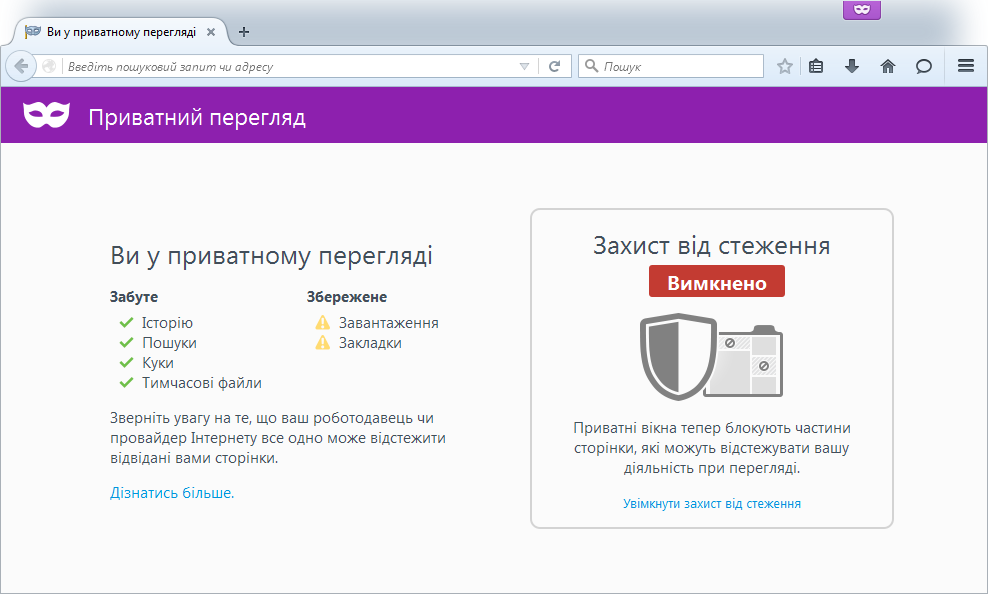 Ви у приватному перегляді
Введіть пошуковий запит чи адресу
Пошук
Приватний перегляд
Ви у приватному перегляді
Забуте
Історію
Пошуки
Куки
Тимчасові файли
Збережене
Завантаження
Закладки
Зверніть увагу на те, що ваш роботодавець чи
провайдер Інтернету все одно може відстежити
відвідані вами сторінки.
Дізнатись більше.
Захист від стеження
Вимкнено
Приватні вікна тепер блокують частини
сторінки, які можуть відстежувати вашу
діяльність при перегляді.
Увімкнути захист від стеження